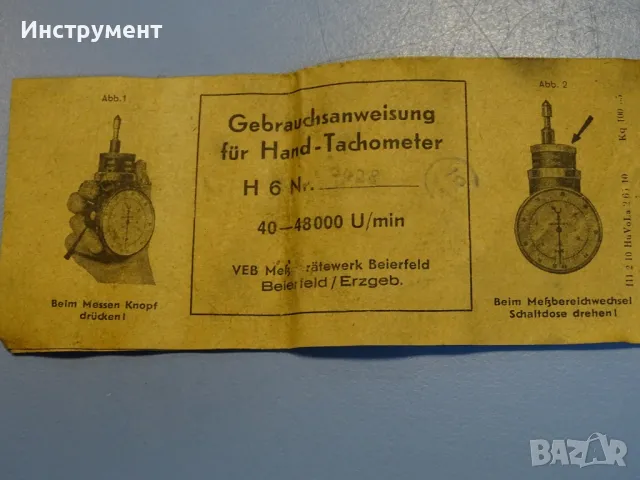 Инструмент
Abb.1
Beim Messen Knopf
drücken!
Gebrauchsanweisung
für Hand-Tachometer
H 6 Nr.
40—48000 U/min
VEB Meß rätewerk Beierfeld
Beierfeld/Erzgeb.
Abb. 2
Beim Meßbereichwechsel
Schaltdose drehen!
BAZAR